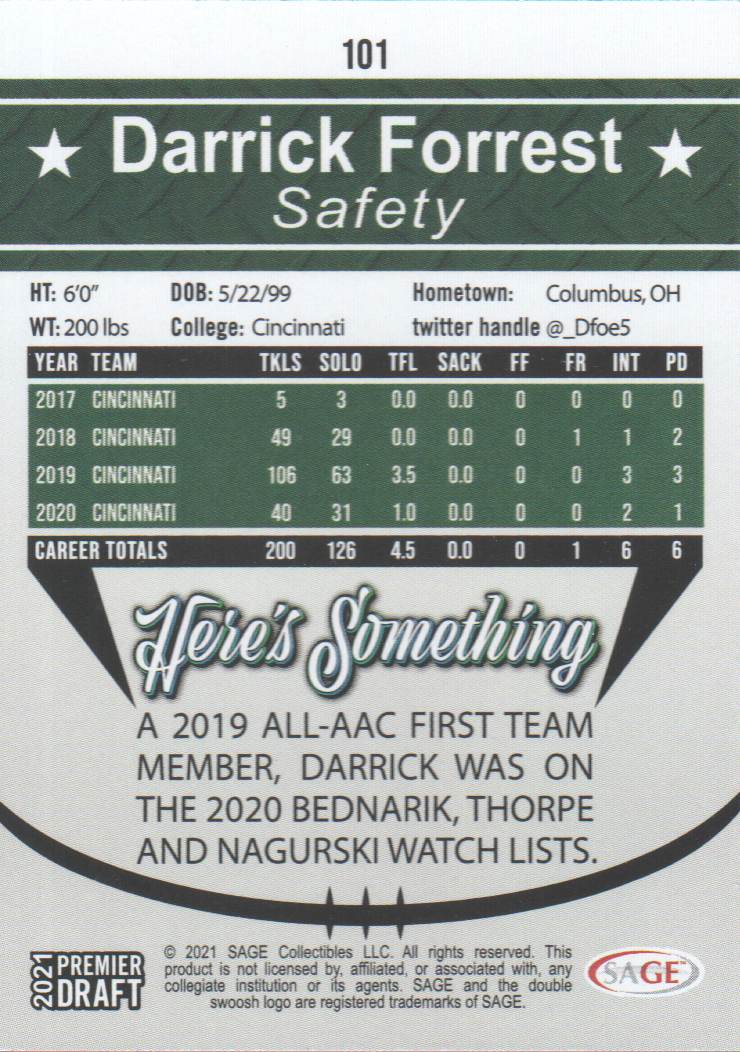 101
Darrick Forrest
Safety
HT: 6'0" DOB: 5/22/99 Hometown: Columbus, OH
WT: 200 lbs College: Cincinnati twitter handle @_Dfoe5
YEAR TEAM TKLS SOLO TFL SACK FF FR INT PD
2017 CINCINNATI 5 3 0.0 0.0 0 0 0 0
2018 CINCINNATI 49 29 0.0 0.0 0 1 1 2
2019 CINCINNATI 106 63 3.5 0.0 0 0 3 3
2020 CINCINNATI 40 31 1.0 0.0 0 0 2 1
CAREER TOTALS 200 126 4.5 0.0 0 1 6 6
Here's Something
A 2019 ALL-AAC FIRST TEAM
MEMBER, DARRICK WAS ON
THE 2020 BEDNARIK, THORPE
AND NAGURSKI WATCH LISTS.
2021 PREMIER DRAFT
© 2021 SAGE Collectibles LLC. All rights reserved. This
product is not licensed by, affiliated, or associated with, any
collegiate institution or its agents. SAGE and the double
swoosh logo are registered trademarks of SAGE.
SAGE™